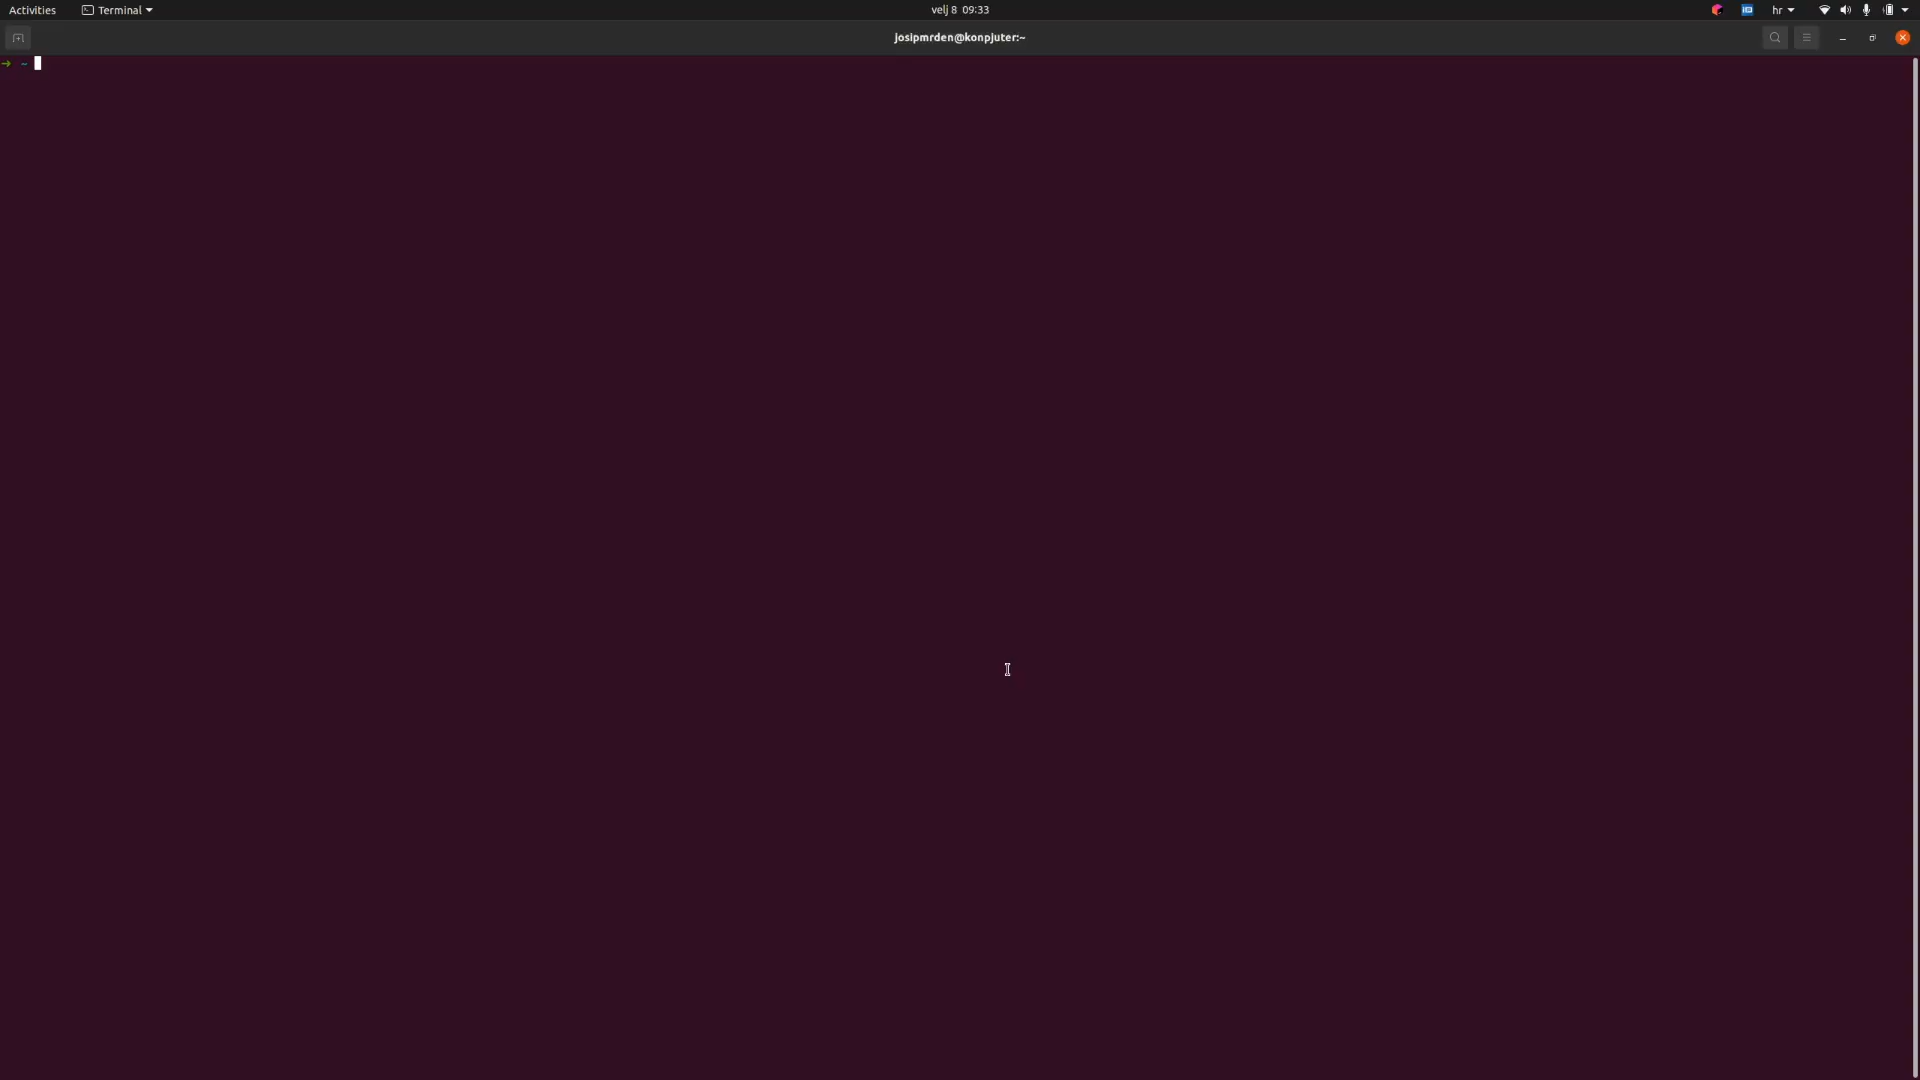 Activities Terminal velj 8 09:33 hr
josipmrden@konpjuter:~
➜ ~